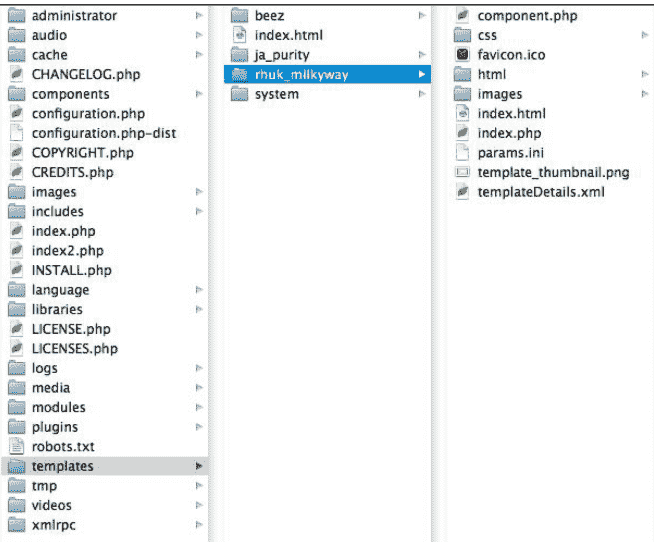 administrator
audio
cache
CHANGELOG.php
components
configuration.php
configuration.php-dist
COPYRIGHT.php
CREDITS.php
images
includes
index.php
index2.php
INSTALL.php
language
libraries
LICENSE.php
LICENSES.php
logs
media
modules
plugins
robots.txt
templates
tmp
videos
xmlrpc
beez
index.html
ja_purity
rhuk_milkyway
system
component.php
css
favicon.ico
html
images
index.html
index.php
params.ini
template_thumbnail.png
templateDetails.xml